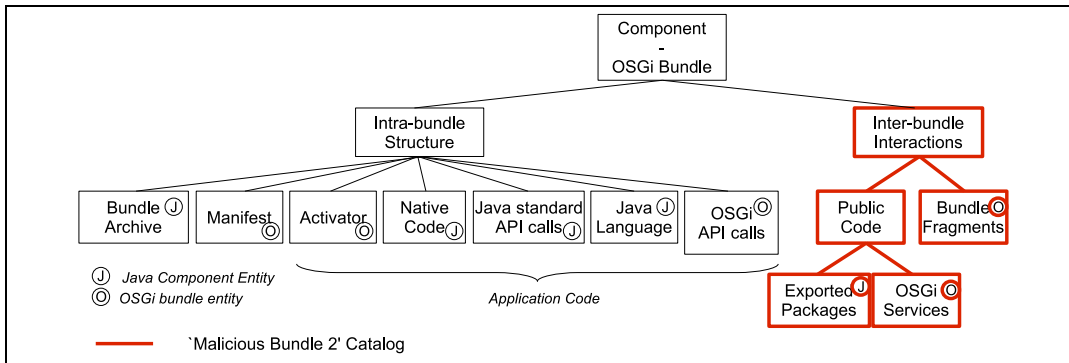 Component
-
OSGi Bundle
Intra-bundle
Structure
Inter-bundle
Interactions
Bundle J
Archive
Manifest
O
Activator
O
Native
Code J
Java standard
API calls J
Java J
Language
OSGi O
API calls
Public
Code
Bundle O
Fragments
J Java Component Entity
O OSGi bundle entity
Application Code
Exported J
Packages
OSGi O
Services
`Malicious Bundle 2' Catalog